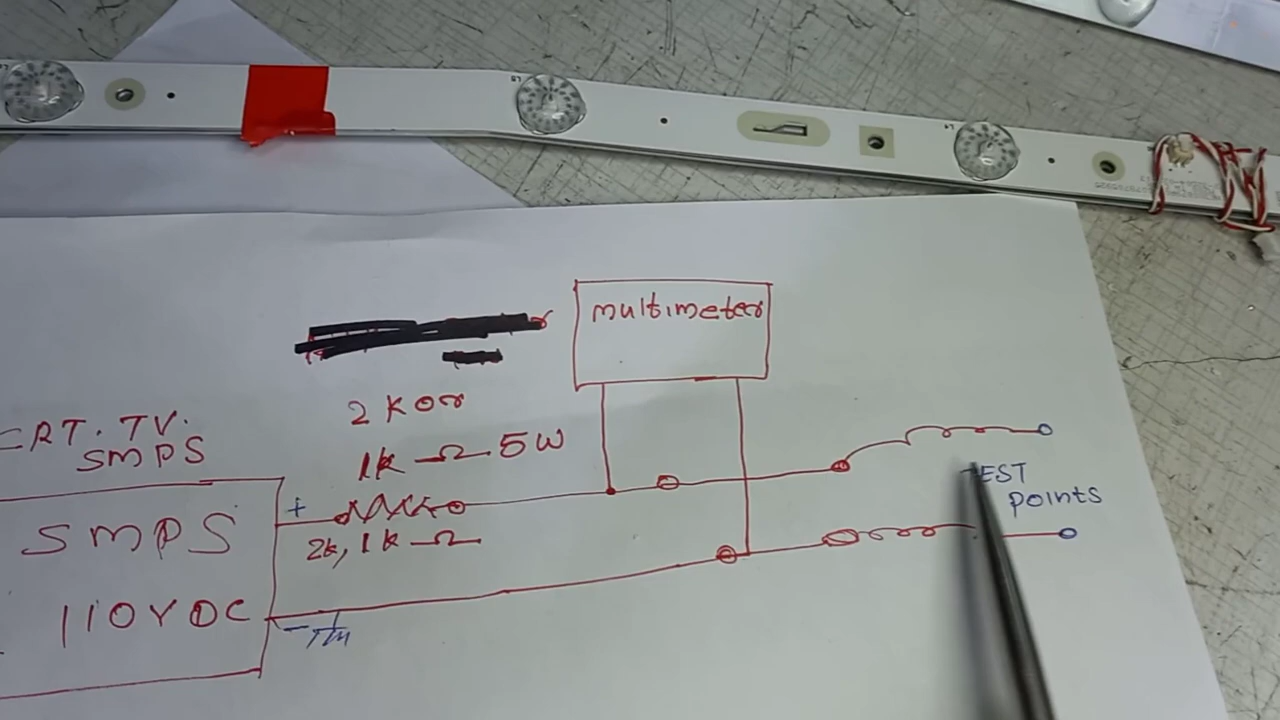 multimeter
2 K or
1k Ω 5W
CRT. TV.
SMPS
+
2k, 1k Ω
SMPS
110V DC
-
TEST
points